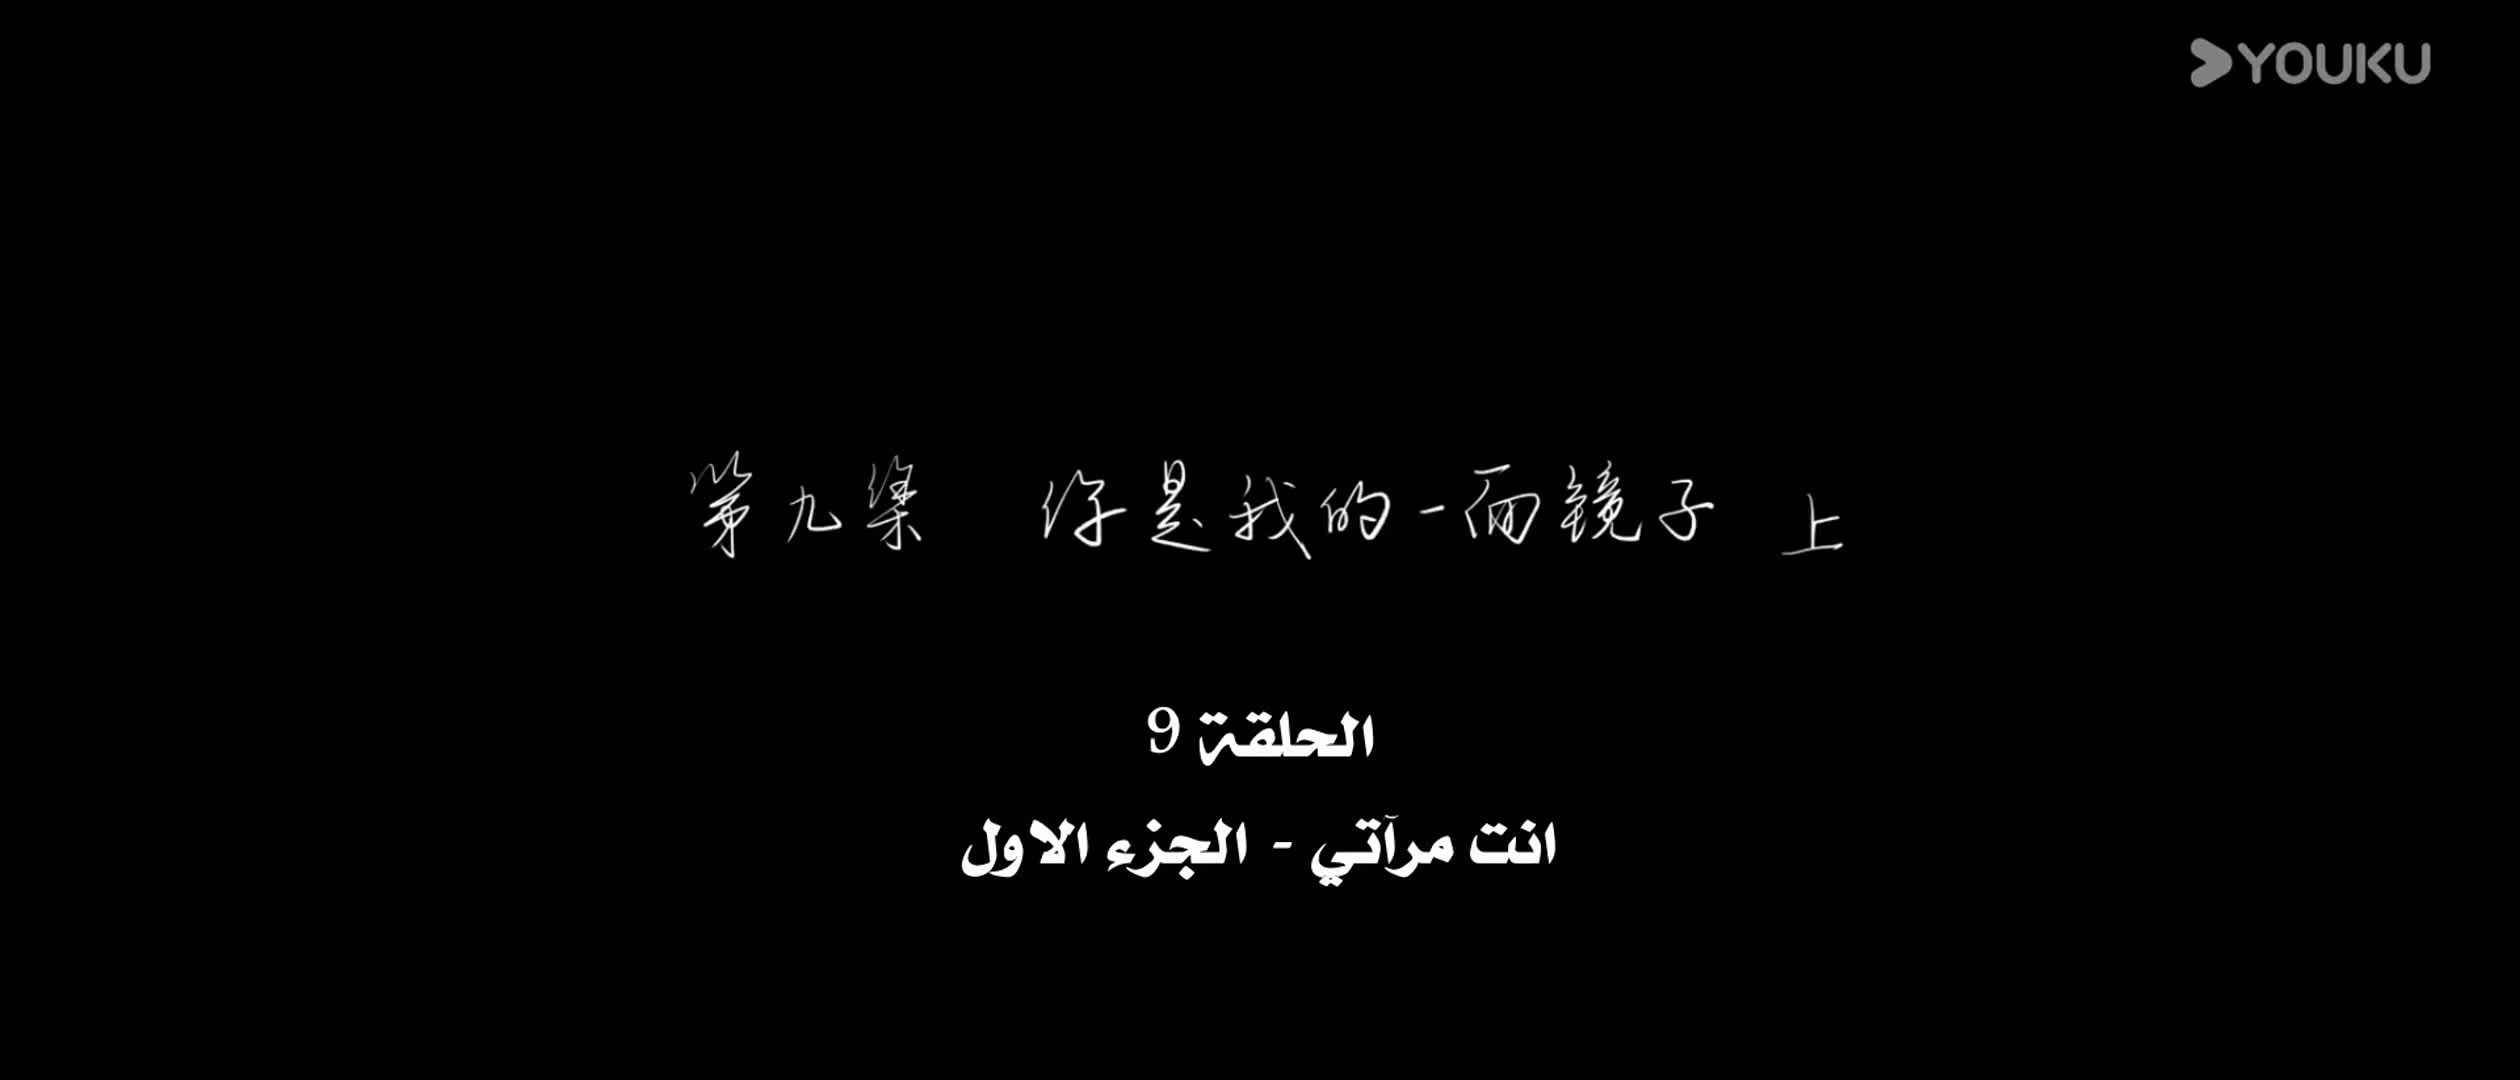 YOUKU
第九集 你是我的一面镜子 上
الحلقة 9
انت مرآتي - الجزء الاول